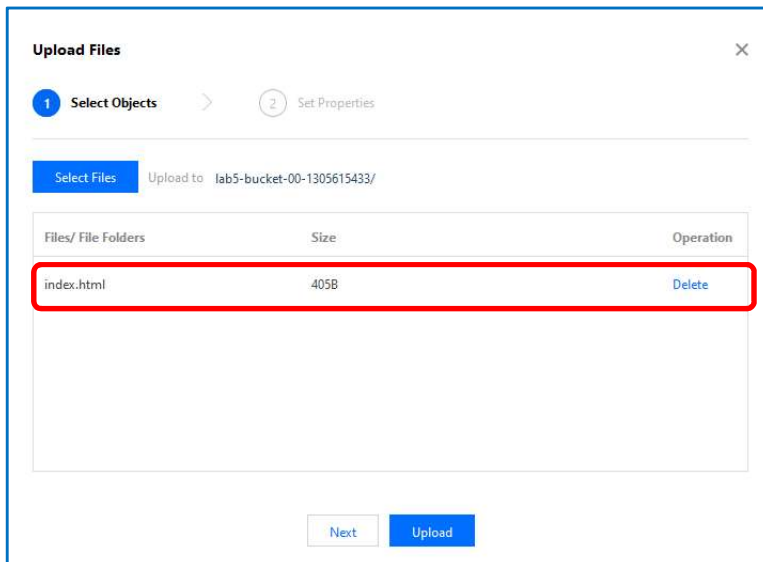 Upload Files
1 Select Objects 2 Set Properties
Select Files Upload to lab5-bucket-00-1305615433/
Files/ File Folders Size Operation
index.html 405B Delete
Next Upload